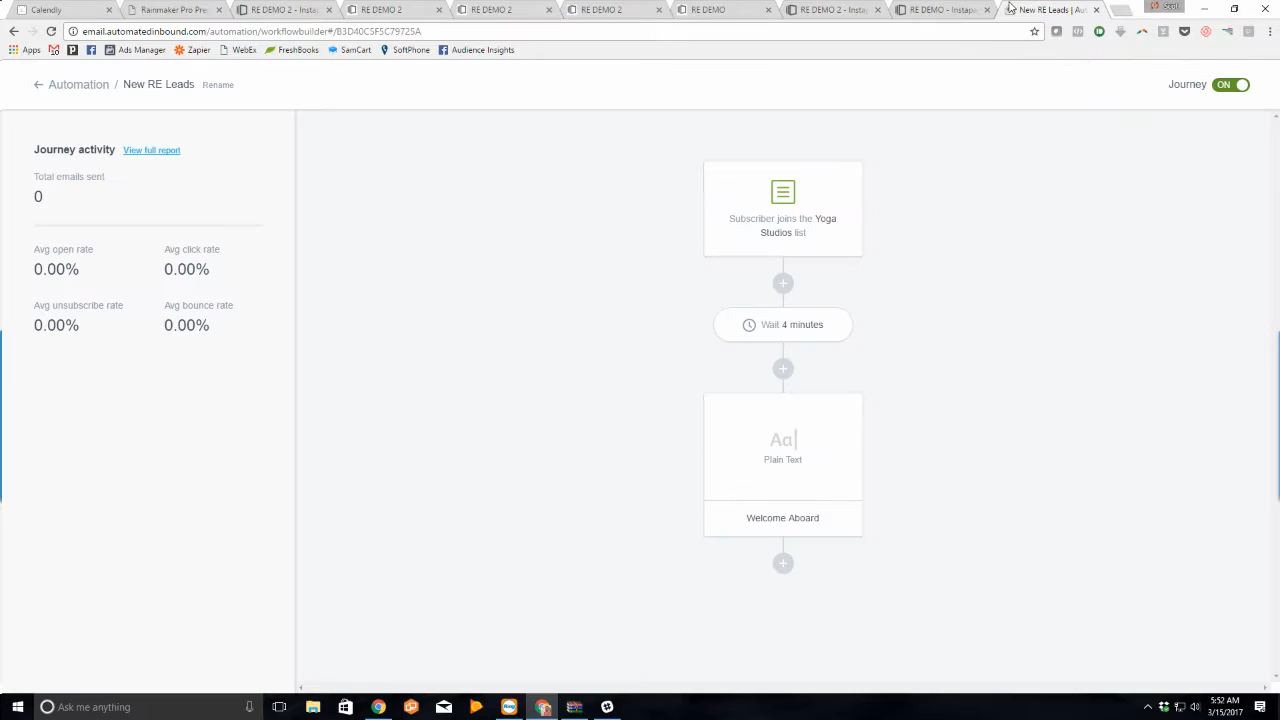 Calendly
Rammaker Pro Pres
RE DEMO 2 - Instapa
RE DEMO 2
RE DEMO 2
RE DEMO 2
RE DEMO
RE DEMO 2 - Instap
RE DEMO - Instape
New RE Leads | Aut
email.automatedinbound.com/automation/workflowbuilder#/B3D40C5F5C79725A
Apps
Ads Manager
Zapier
WebEx
FreshBooks
SamCart
SoftPhone
Audience Insights
Automation / New RE Leads Rename
Journey ON
Journey activity View full report
Total emails sent
0
Avg open rate Avg click rate
0.00% 0.00%
Avg unsubscribe rate Avg bounce rate
0.00% 0.00%
Subscriber joins the Yoga
Studios list
Wait 4 minutes
Aa
Plain Text
Welcome Aboard
Ask me anything
5:52 AM
3/15/2017